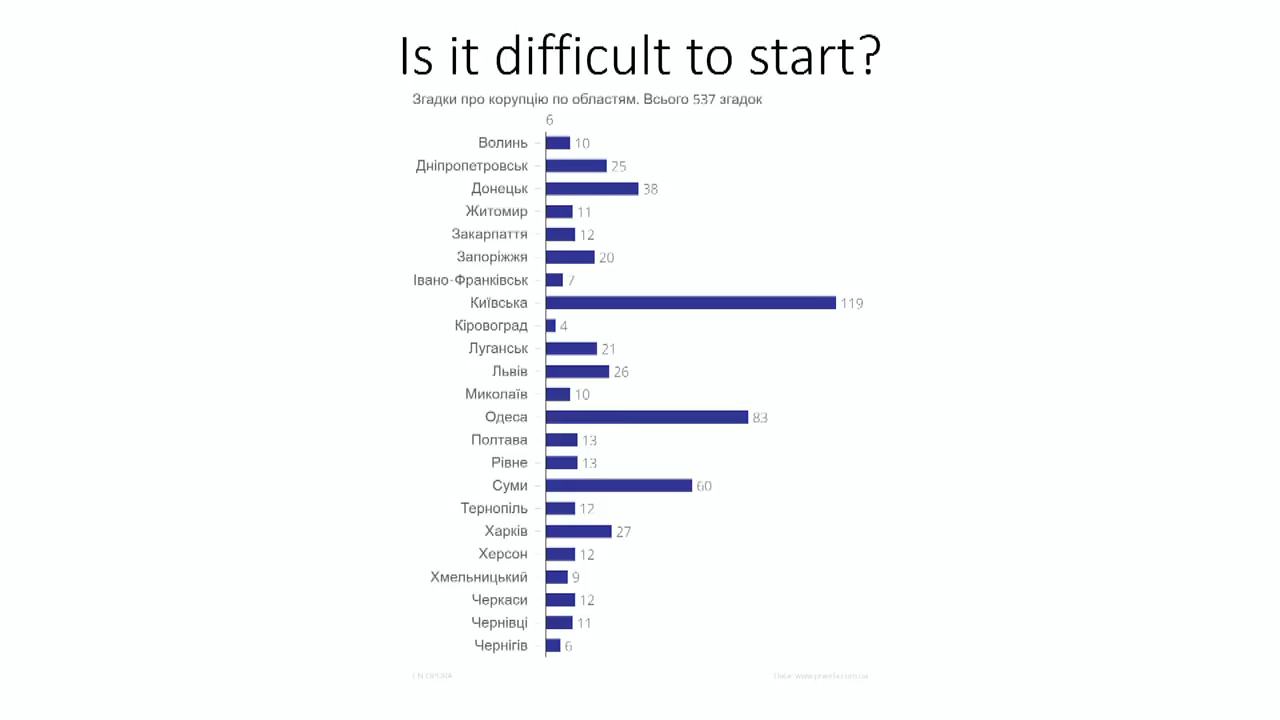 Is it difficult to start?
Згадки про корупцію по областям. Всього 537 згадок
6
Волинь 10
Дніпропетровськ 25
Донецьк 38
Житомир 11
Закарпаття 12
Запоріжжя 20
Івано-Франківськ 7
Київська 119
Кіровоград 4
Луганськ 21
Львів 26
Миколаїв 10
Одеса 83
Полтава 13
Рівне 13
Суми 60
Тернопіль 12
Харків 27
Херсон 12
Хмельницький 9
Черкаси 12
Чернівці 11
Чернігів 6